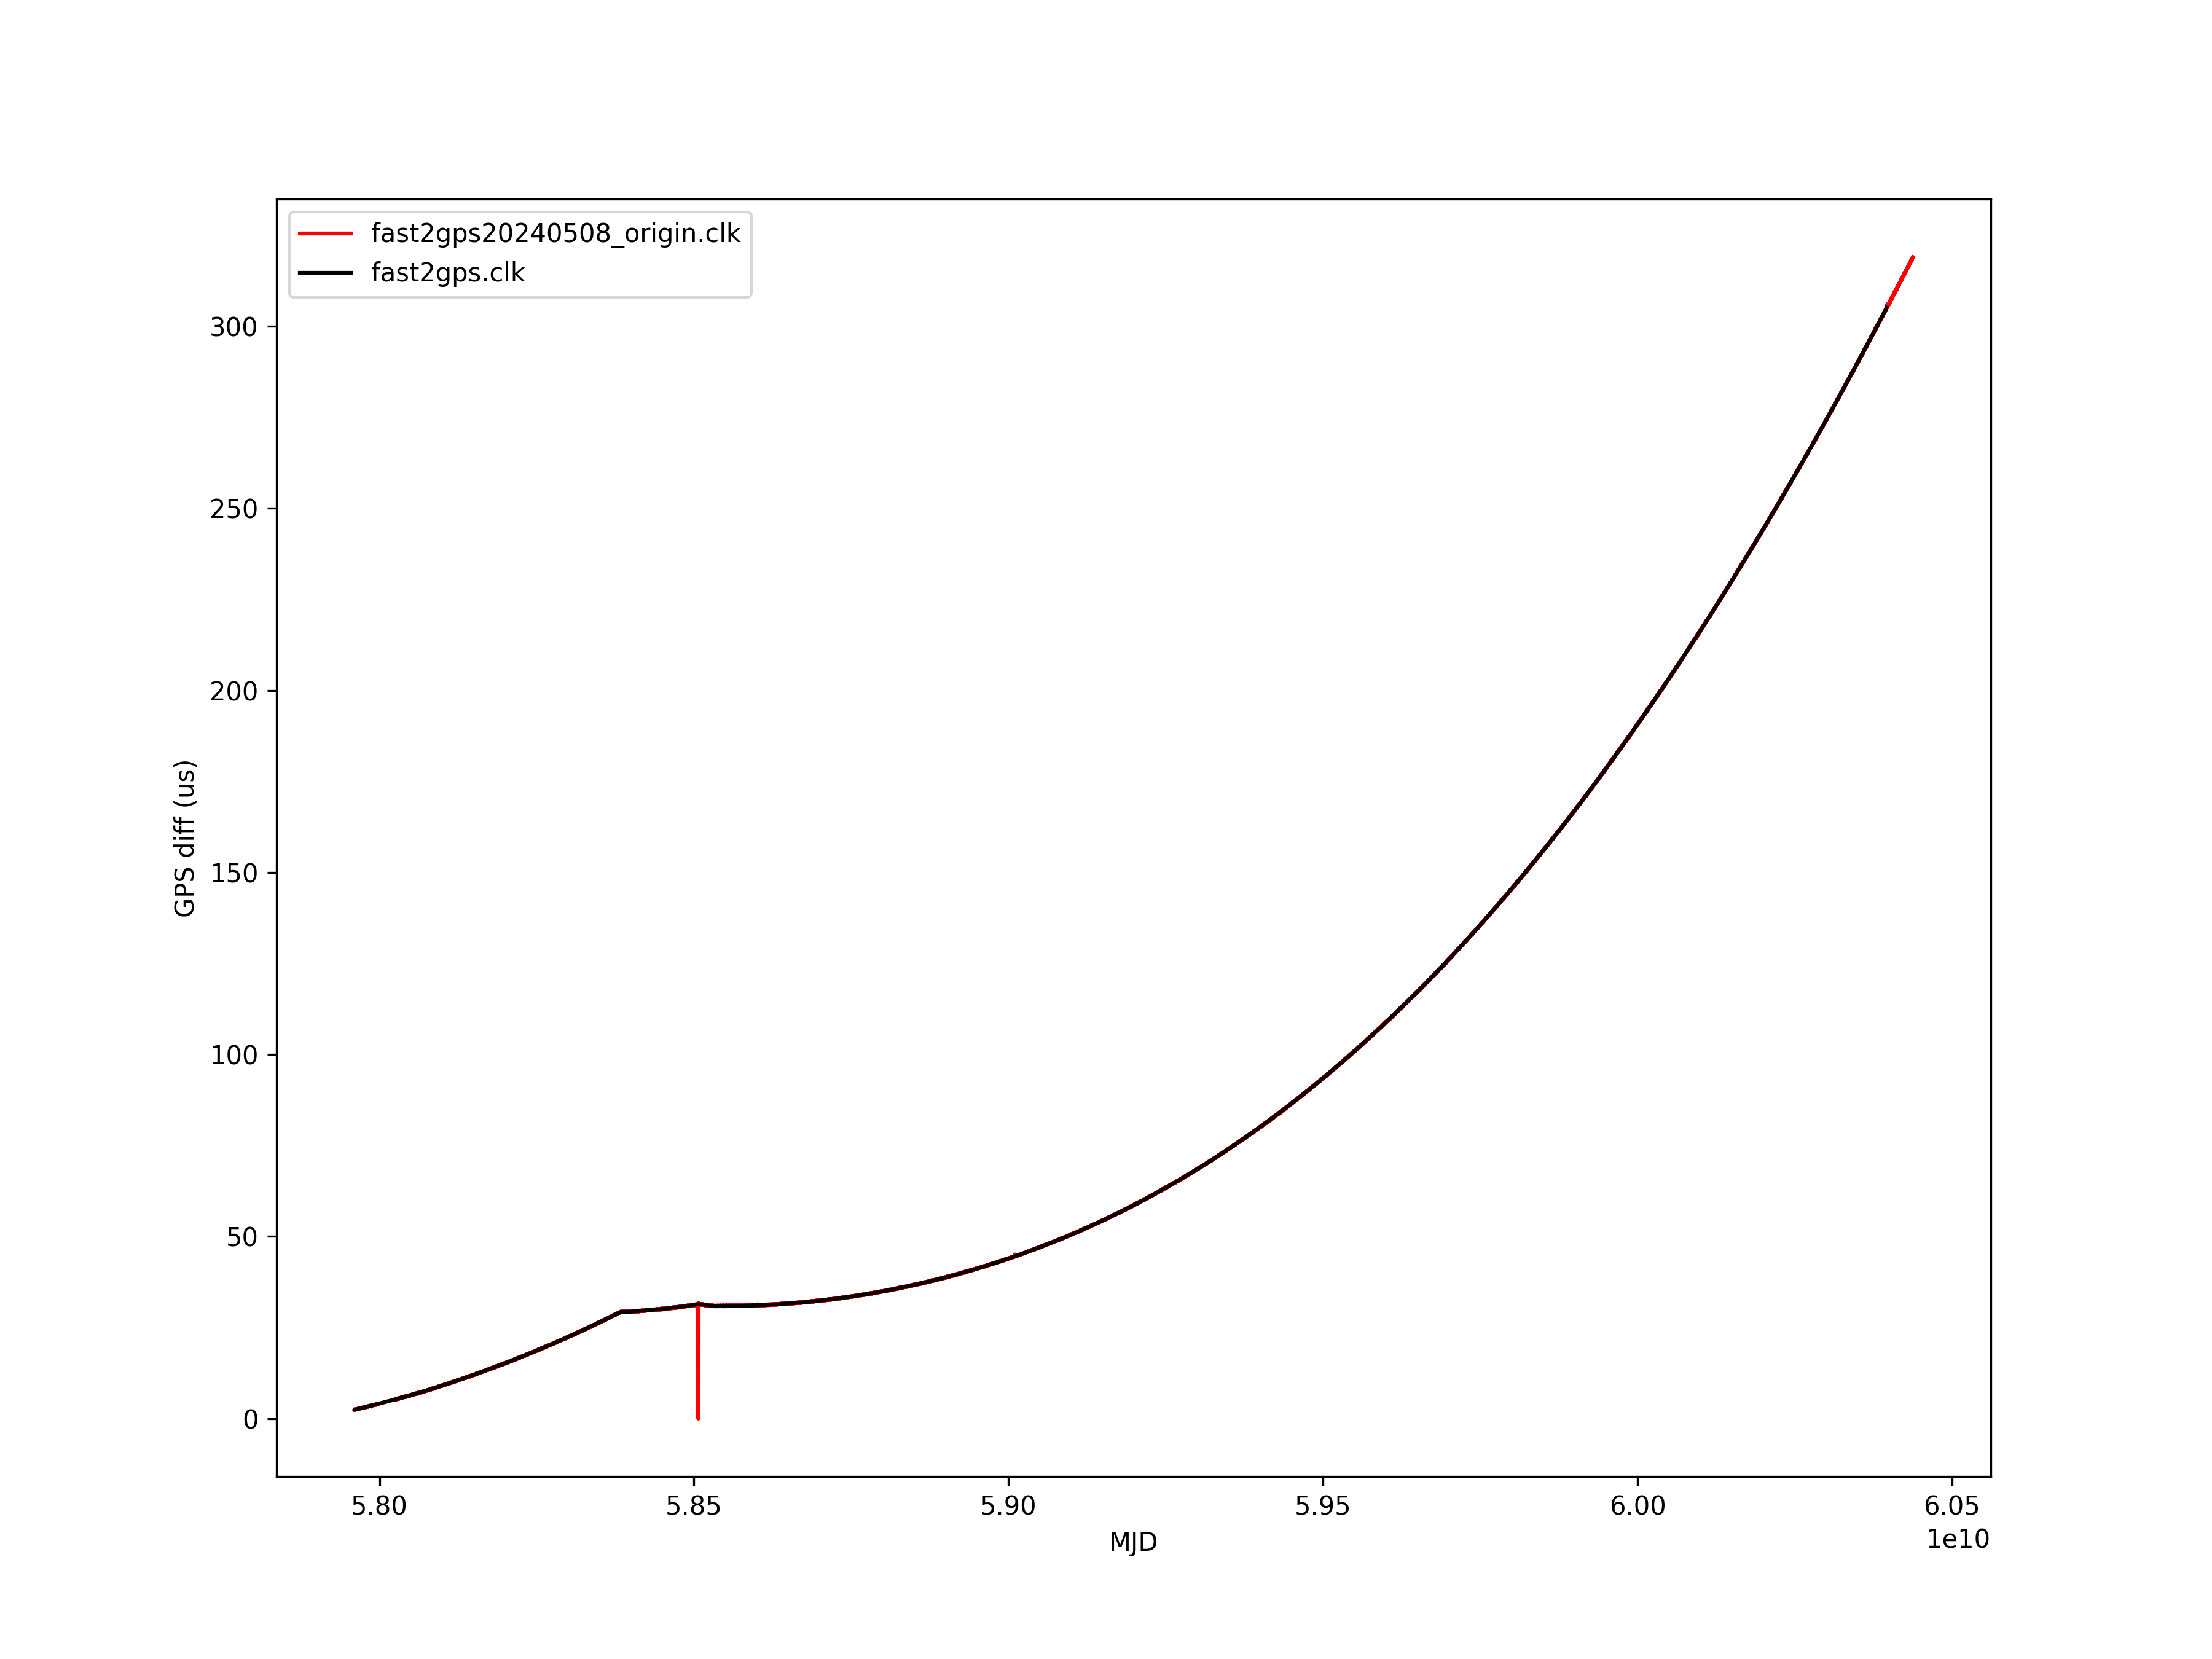 fast2gps20240508_origin.clk
fast2gps.clk
300
250
200
150
100
50
0
GPS diff (us)
5.80 5.85 5.90 5.95 6.00 6.05
1e10
MJD